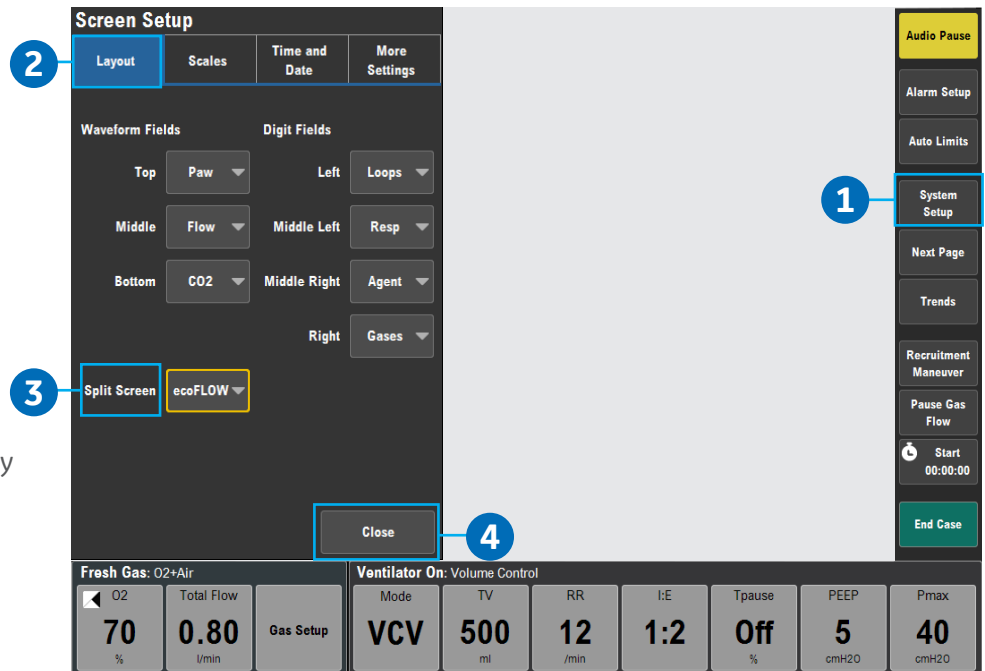 Screen Setup
2
Layout
Scales
Time and
Date
More
Settings
Waveform Fields
Digit Fields
Top
Paw
Left
Loops
Middle
Flow
Middle Left
Resp
Bottom
CO2
Middle Right
Agent
Right
Gases
3
Split Screen
ecoFLOW
y
Close
4
Audio Pause
Alarm Setup
Auto Limits
1
System
Setup
Next Page
Trends
Recruitment
Maneuver
Pause Gas
Flow
Start
00:00:00
End Case
Fresh Gas: O2+Air
O2
70
%
Total Flow
0.80
l/min
Gas Setup
Ventilator On: Volume Control
Mode
VCV
TV
500
ml
RR
12
/min
I:E
1:2
Tpause
Off
%
PEEP
5
cmH2O
Pmax
40
cmH2O